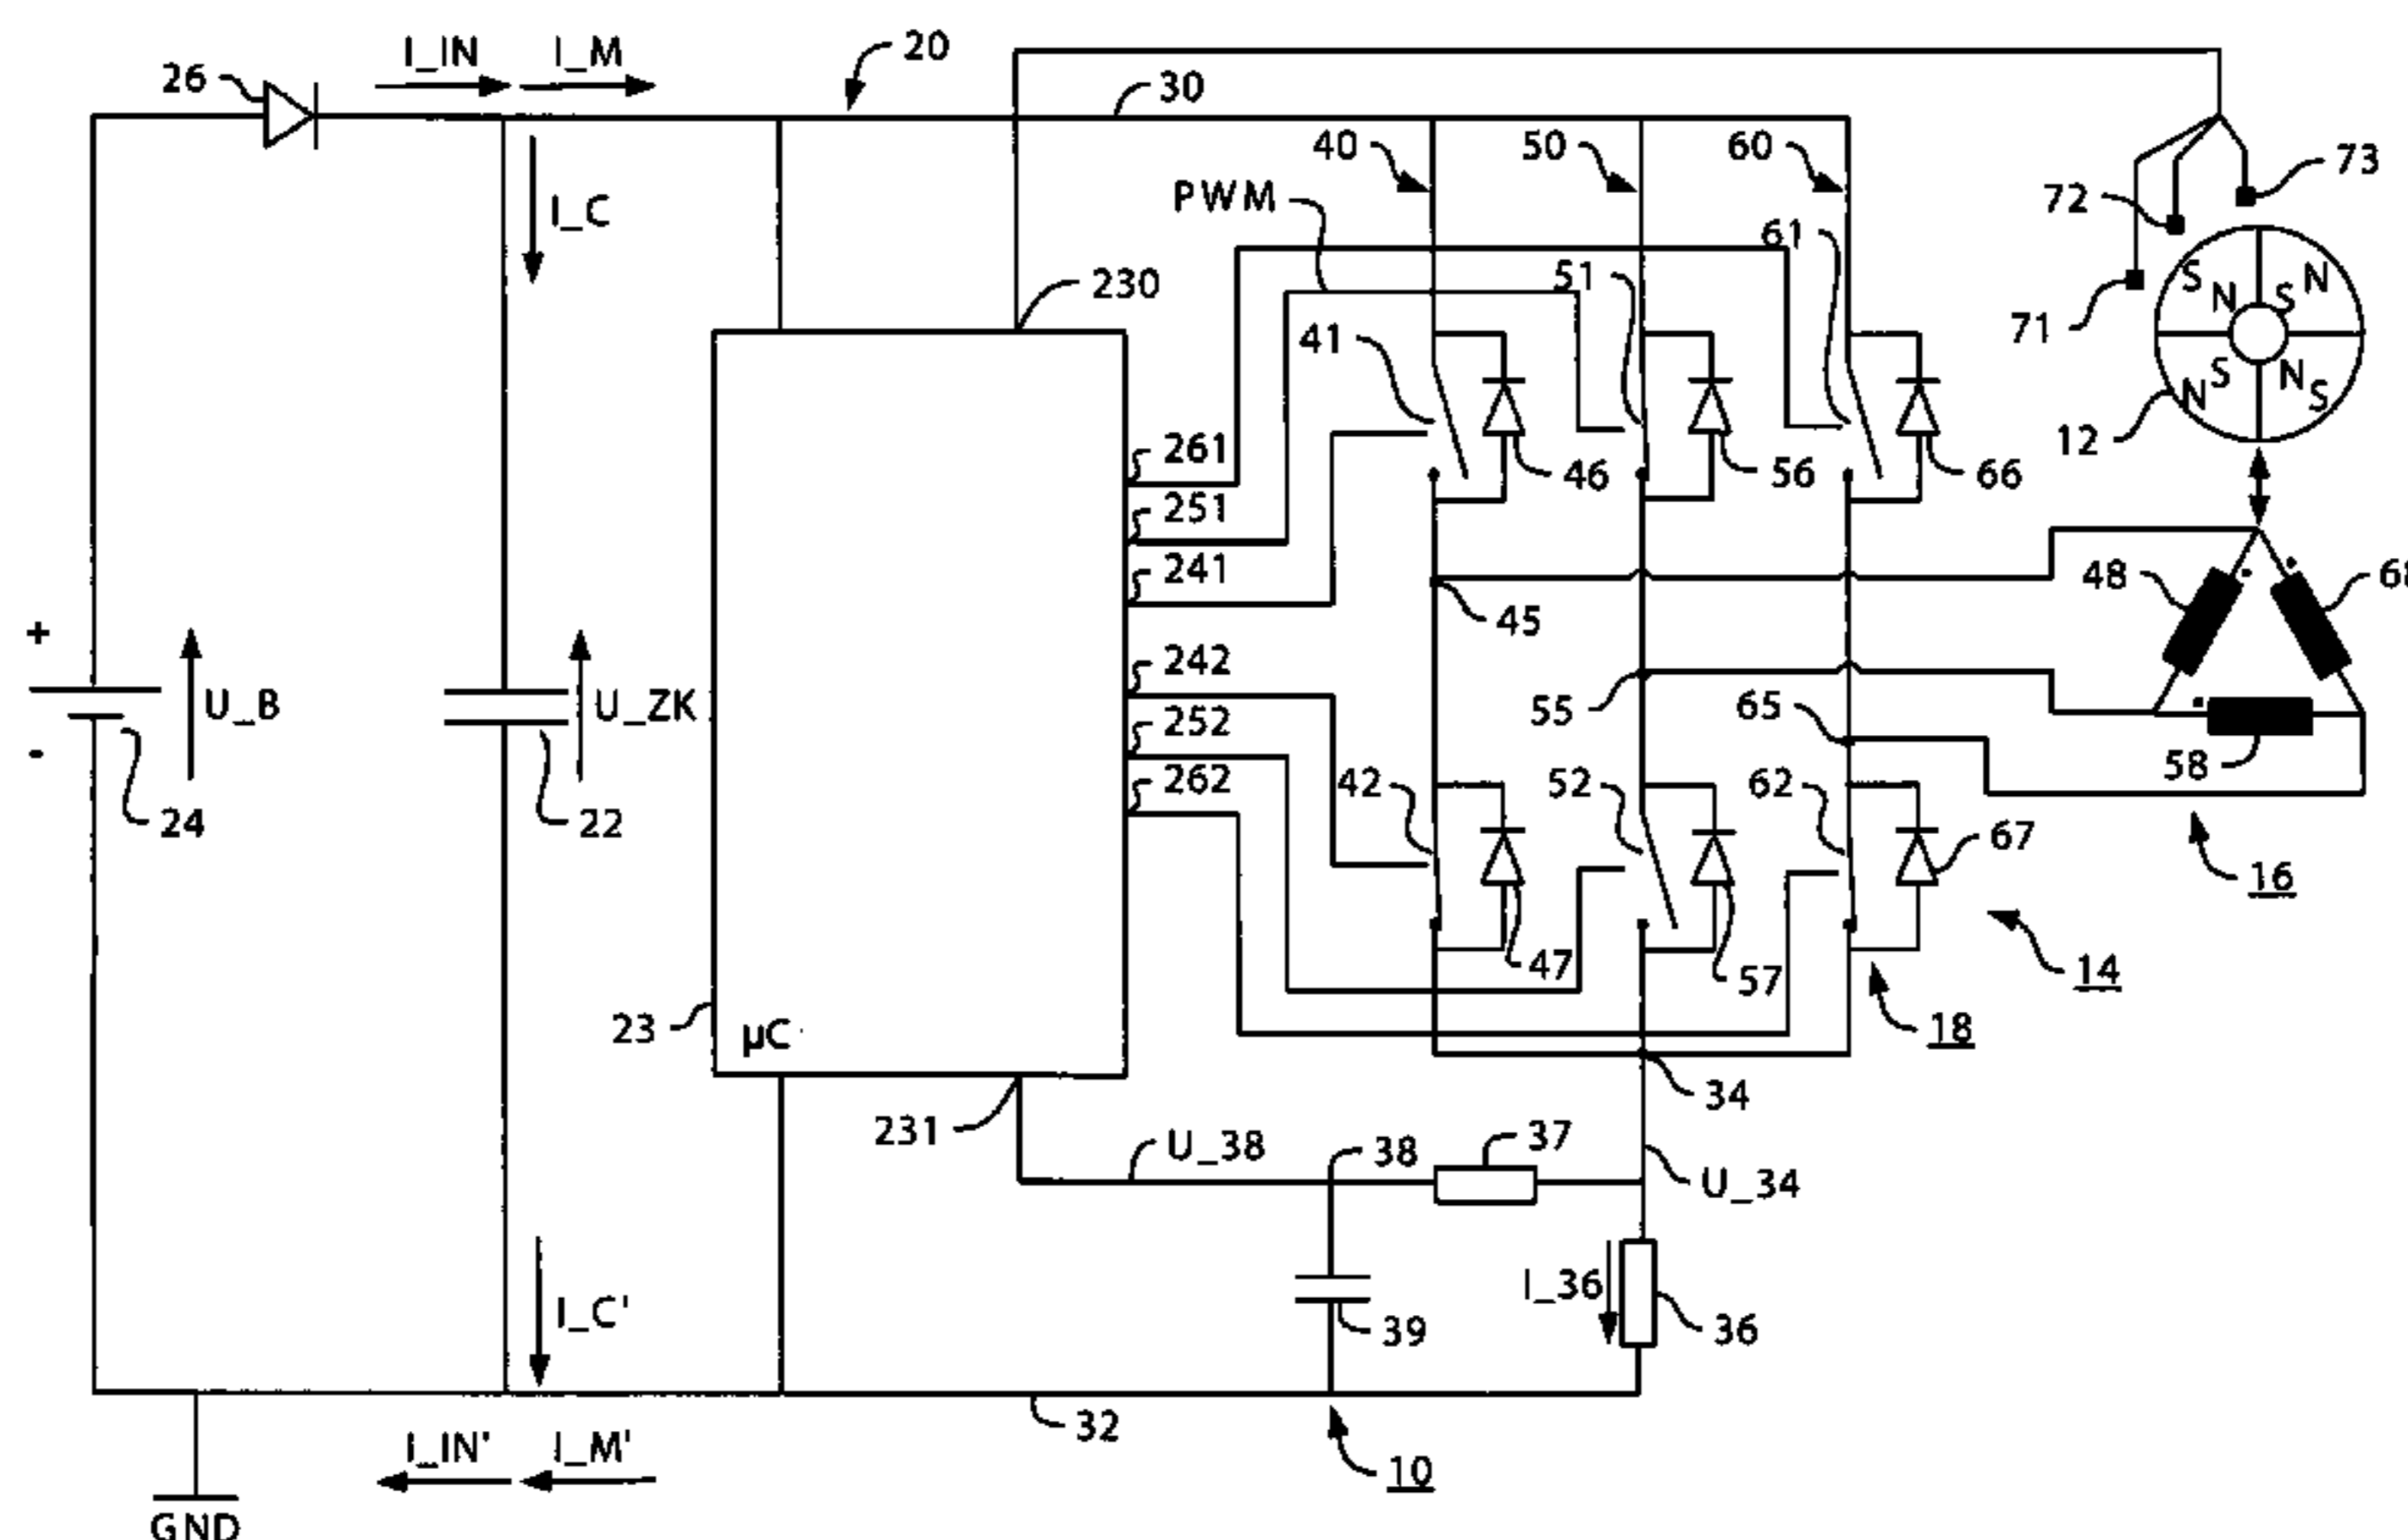 I_IN I_M 20
26 30
40 50 60 73
I_C PWM 72
61
230 51
S N
N S
41 71
S N
N S
12
261 46 56 66
251
241
48
45
242
+ U_B U_ZK 55 65
252
58
262 42 52 62
- 24 22 67
16
47 57 14
23 µC 18
34
231 U_38 38 37
U_34
I_36
I_C' 39 36
32
I_IN' I_M' 10
GND